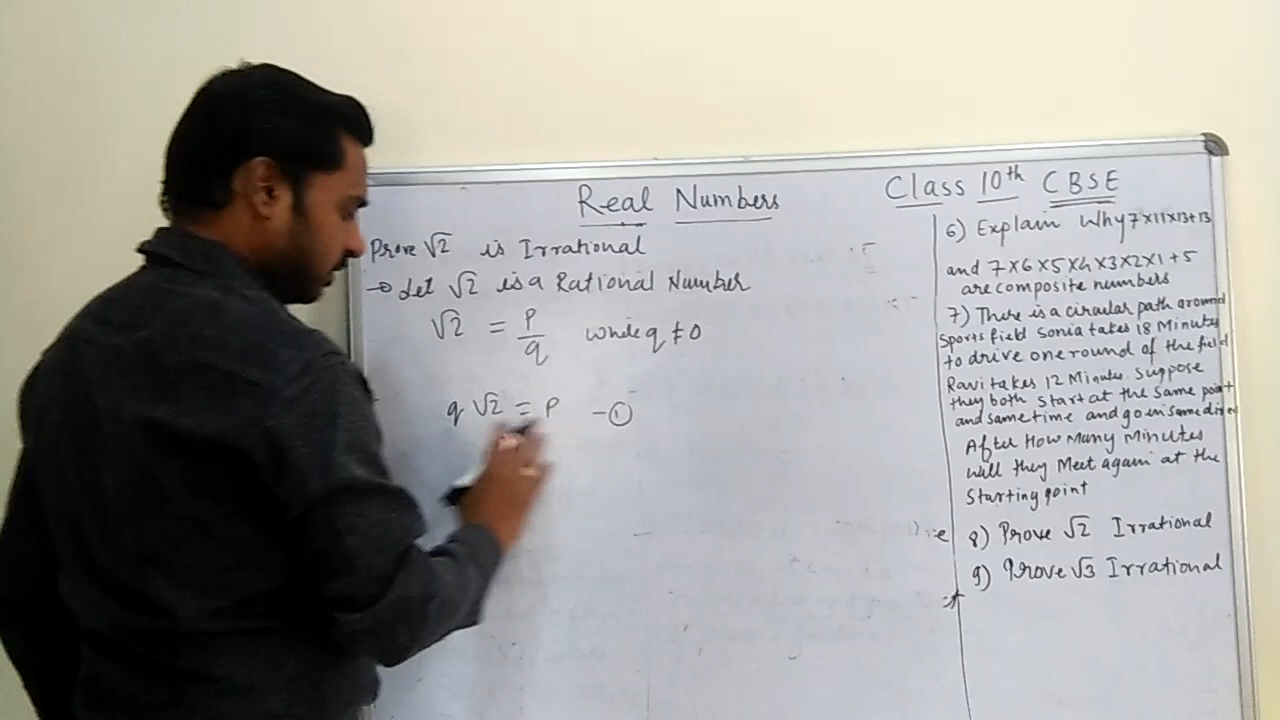 Real Numbers
Class 10th CBSE
Prove √2 is Irrational
→ Let √2 is a Rational Number
√2 = p/q while q ≠ 0
q √2 = p - ①
6) Explain Why 7×11×13+13
and 7×6×5×4×3×2×1+5
are composite numbers
7) There is a circular path around
Sports field Sonia takes 18 Minutes
to drive one round of the field
Ravi takes 12 Minutes. Suppose
they both start at the same point
and same time and go in same
After How Many Minutes
will they Meet again at the
Starting point
8) Prove √2 Irrational
9) Prove √3 Irrational